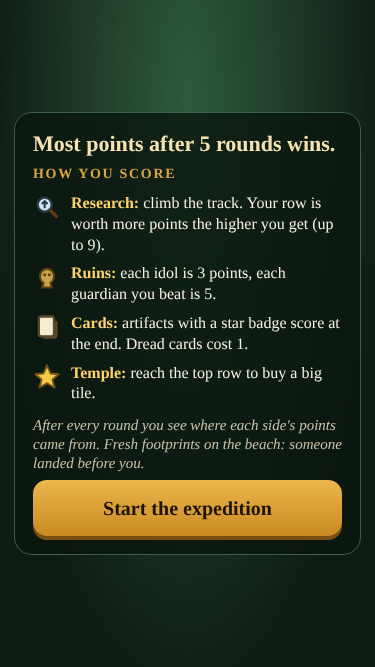 Most points after 5 rounds wins.
HOW YOU SCORE
Research: climb the track. Your row is
worth more points the higher you get (up
to 9).
Ruins: each idol is 3 points, each
guardian you beat is 5.
Cards: artifacts with a star badge score at
the end. Dread cards cost 1.
Temple: reach the top row to buy a big
tile.
After every round you see where each side's points
came from. Fresh footprints on the beach: someone
landed before you.
Start the expedition